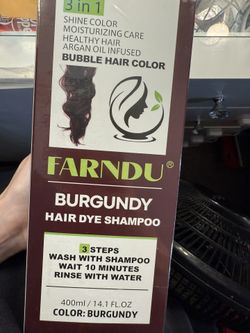 3 in 1
SHINE COLOR
MOISTURIZING CARE
HEALTHY HAIR
ARGAN OIL INFUSED
BUBBLE HAIR COLOR
FARNDU®
BURGUNDY
HAIR DYE SHAMPOO
3 STEPS
WASH WITH SHAMPOO
WAIT 10 MINUTES
RINSE WITH WATER
400ml / 14.1 FL.OZ
COLOR: BURGUNDY